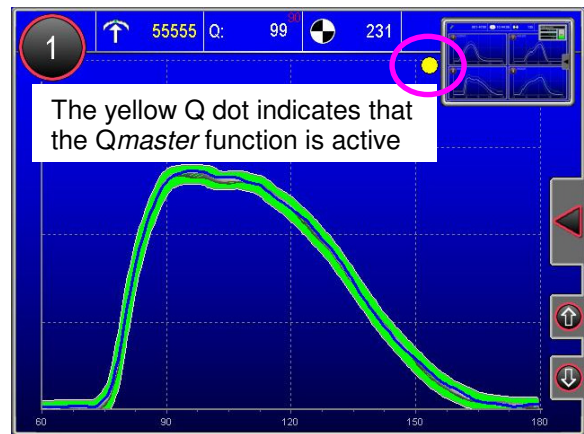 1
55555 Q: 99 90 231
The yellow Q dot indicates that
the Qmaster function is active
60 90 120 150 180